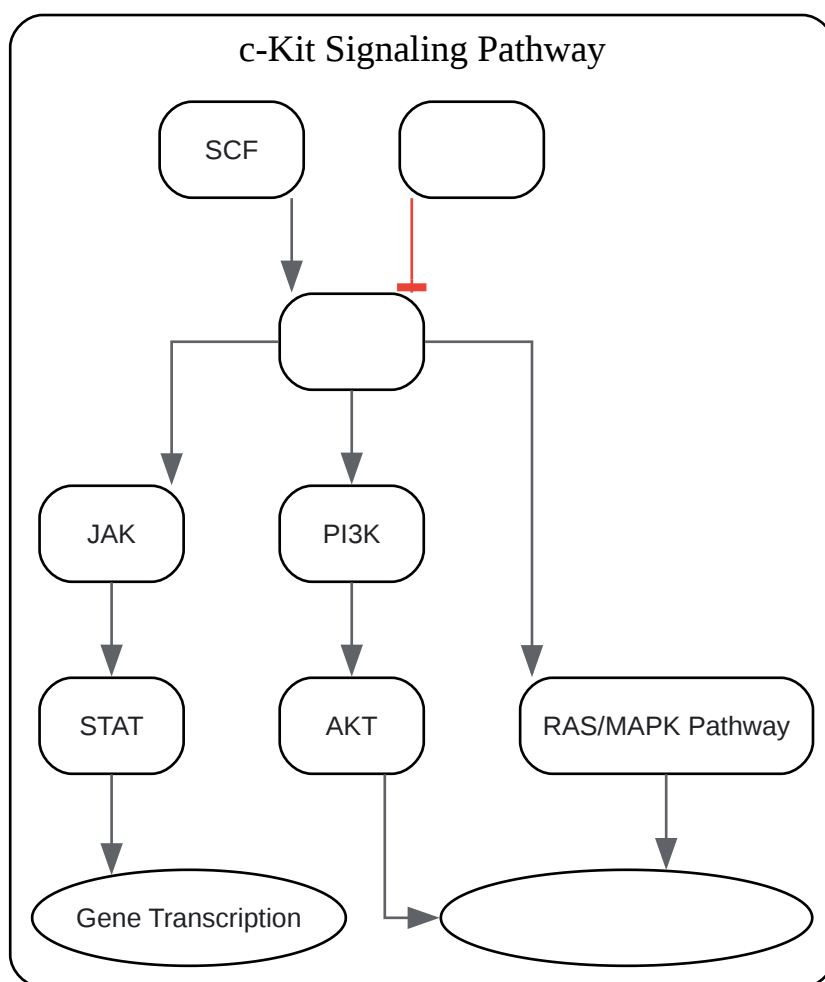 c-Kit Signaling Pathway
SCF
JAK
PI3K
STAT
AKT
RAS/MAPK Pathway
Gene Transcription